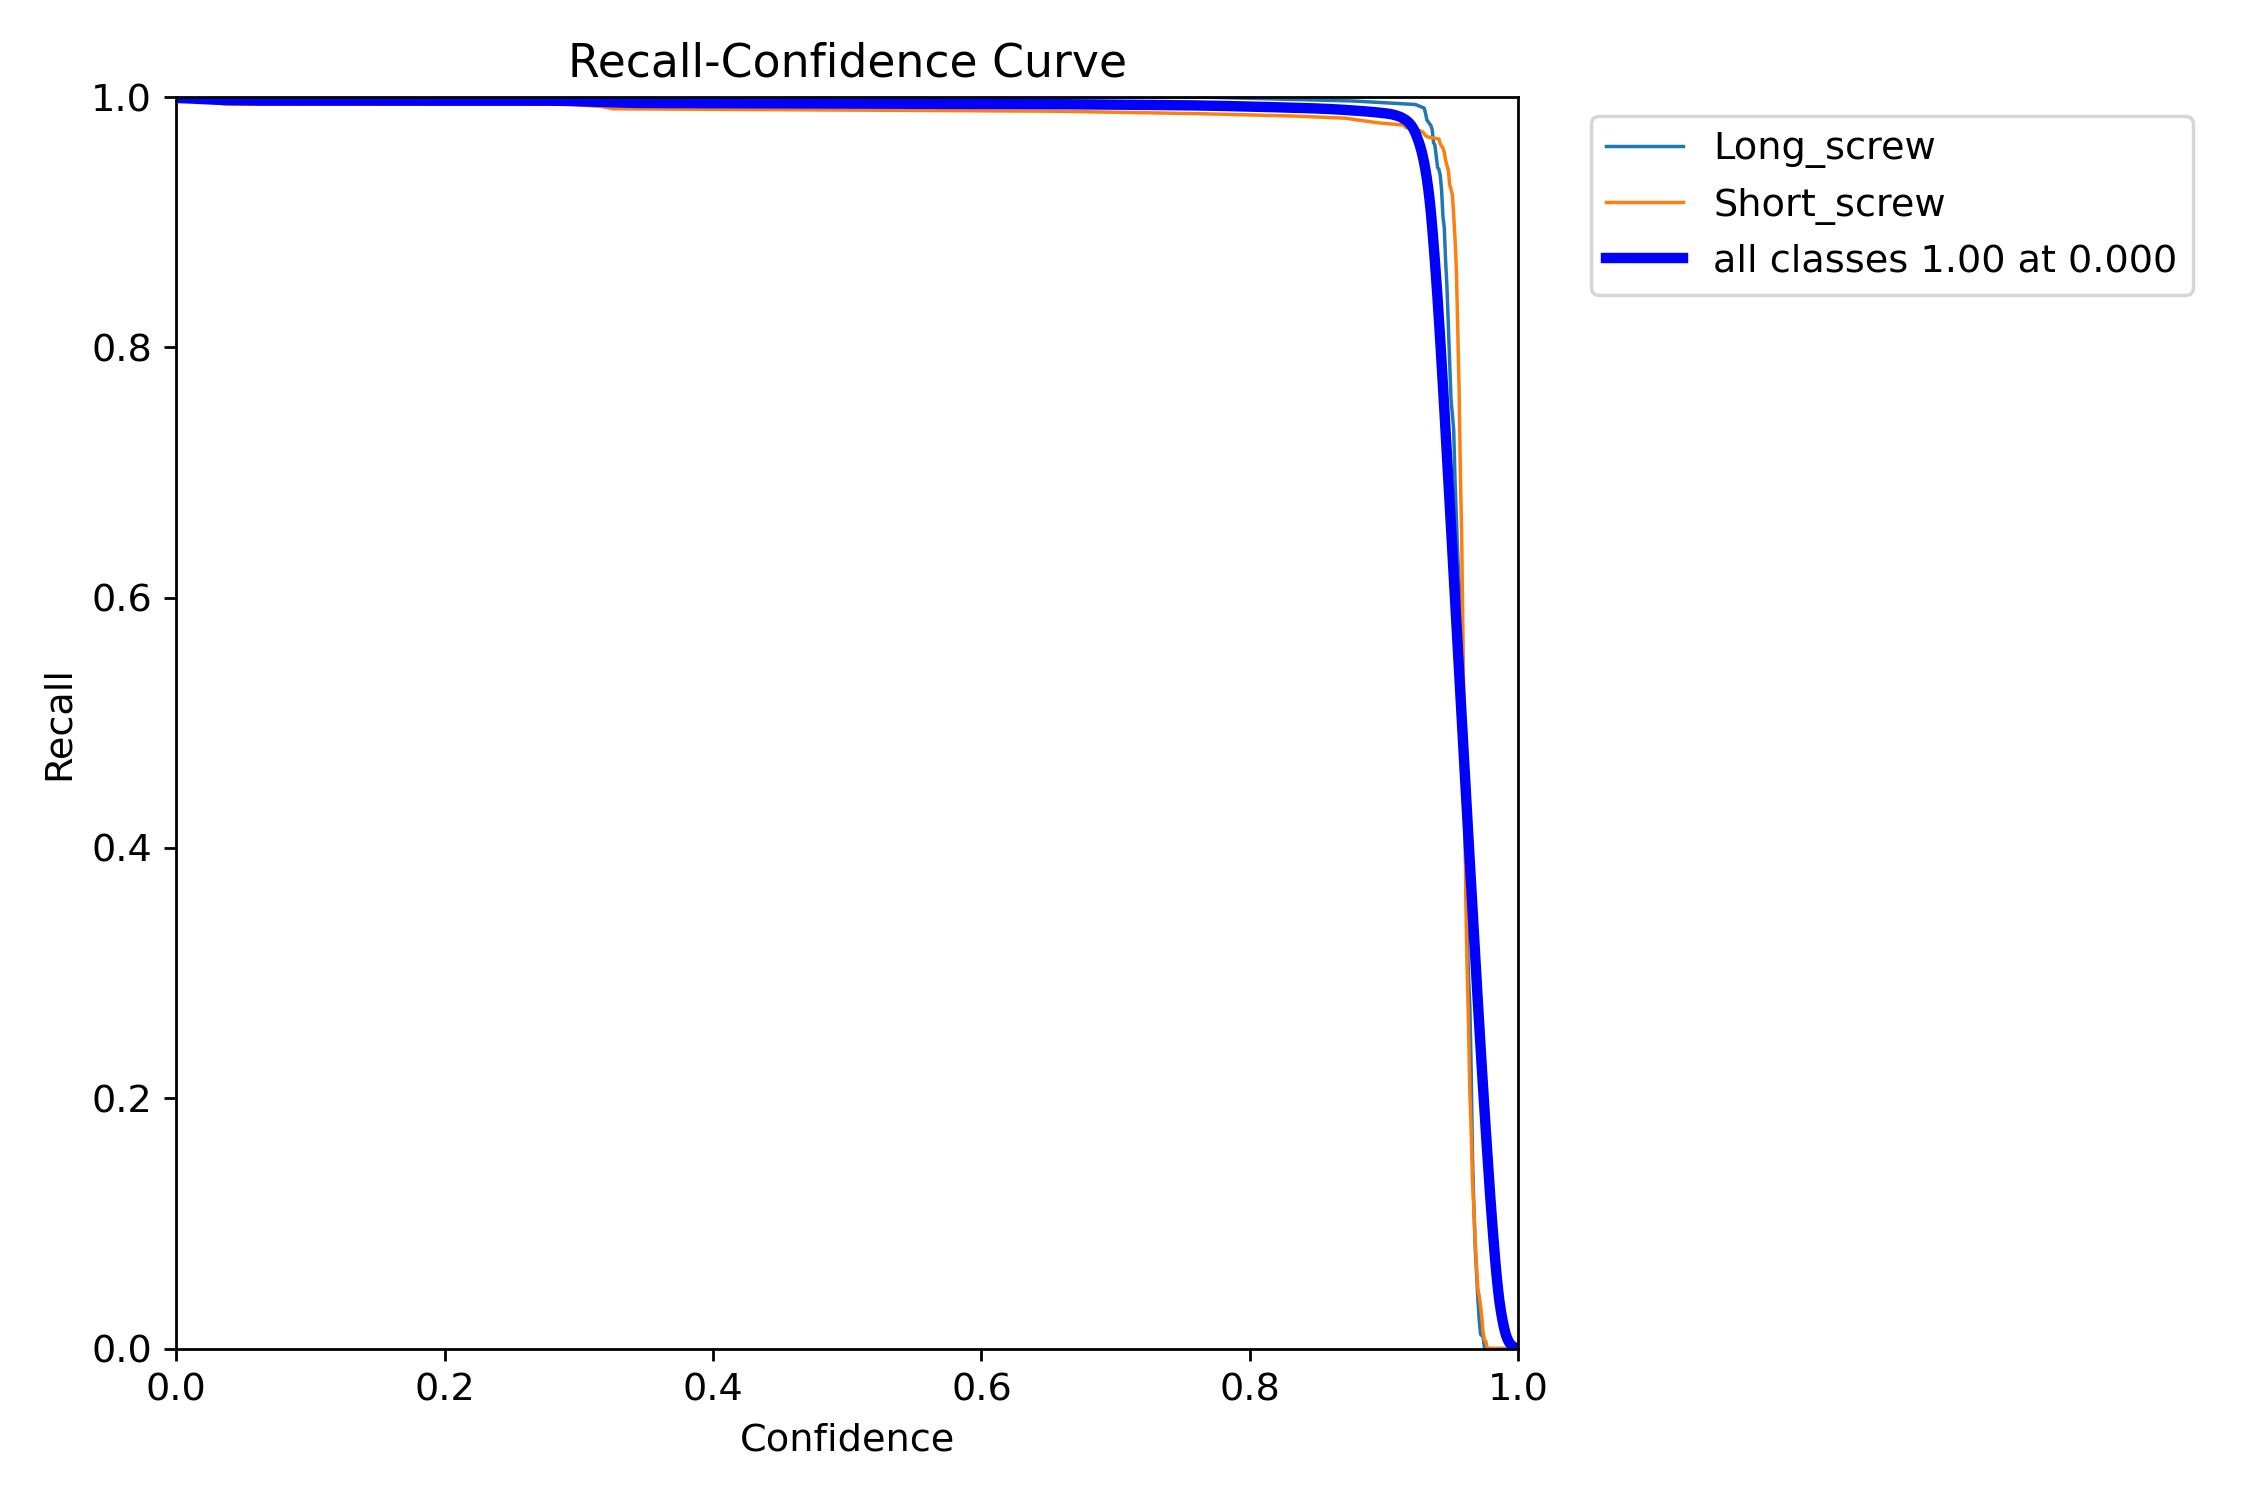 Recall-Confidence Curve
1.0
0.8
0.6
0.4
0.2
0.0
Recall
0.0 0.2 0.4 0.6 0.8 1.0
Confidence
Long_screw
Short_screw
all classes 1.00 at 0.000